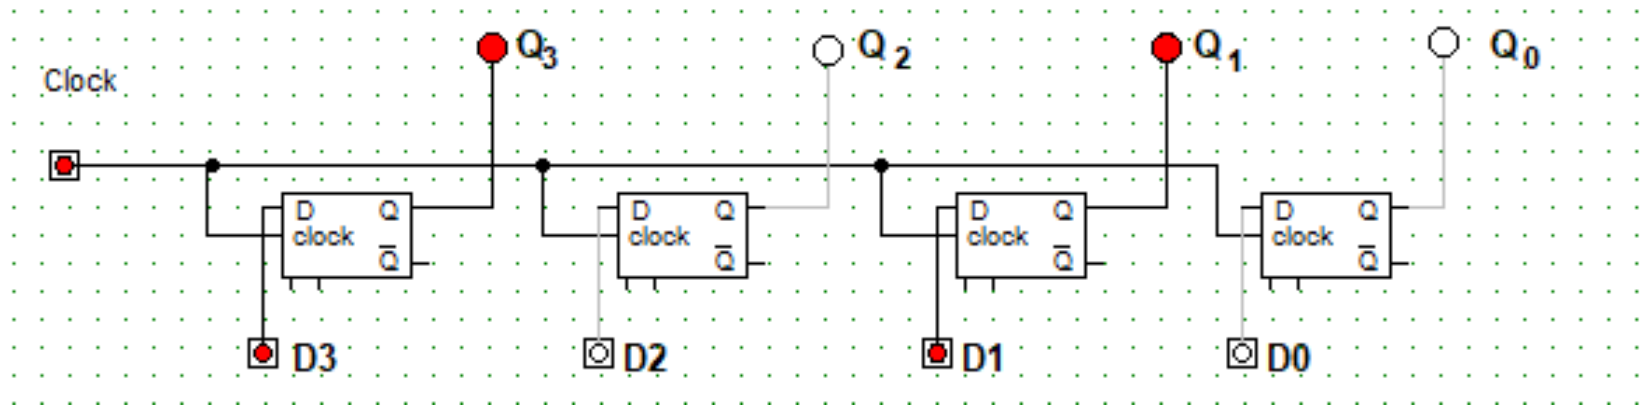 Q3 Q2 Q1 Q0
Clock
D Q D Q D Q D Q
clock clock clock clock
Q̅ Q̅ Q̅ Q̅
D3 D2 D1 D0